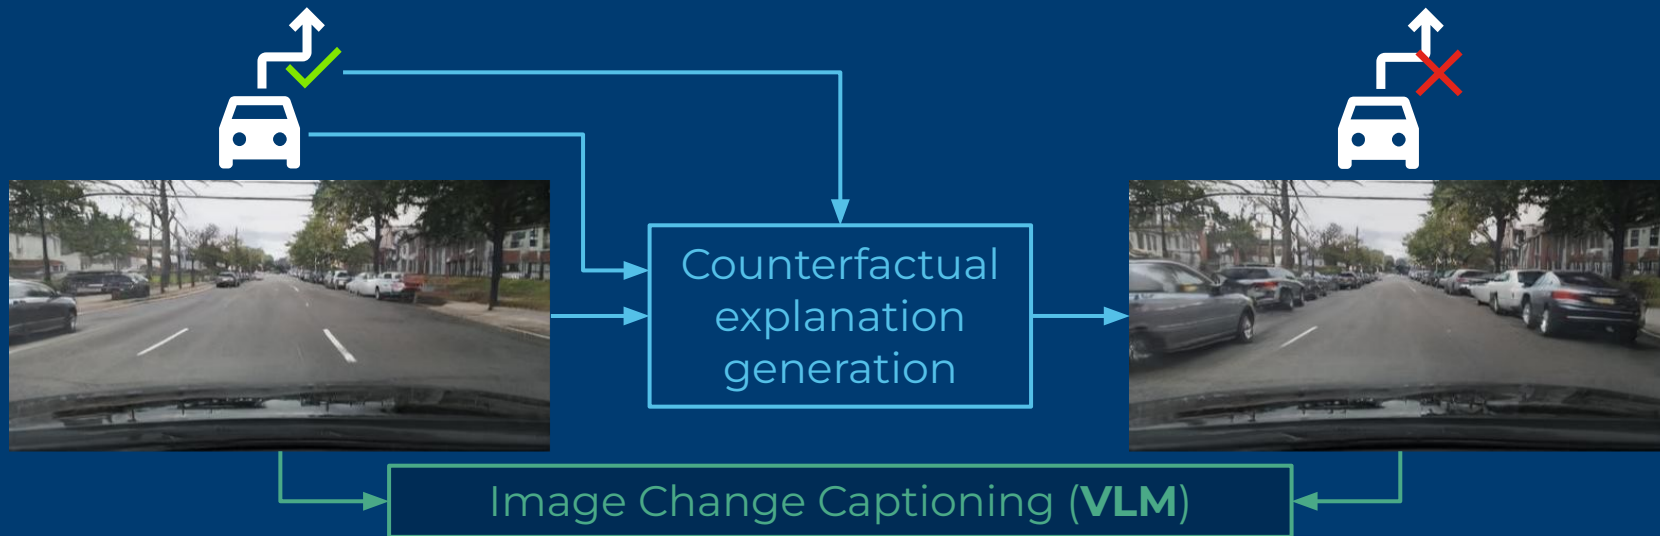 Counterfactual
explanation
generation
Image Change Captioning (VLM)